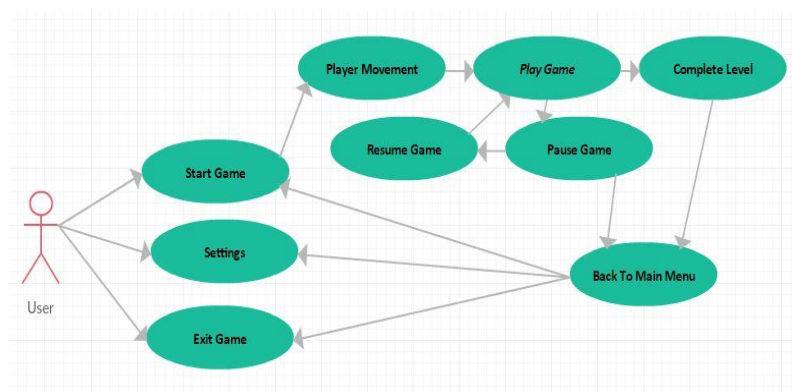 Player Movement
Play Game
Complete Level
Resume Game
Pause Game
Start Game
Settings
Back To Main Menu
User
Exit Game